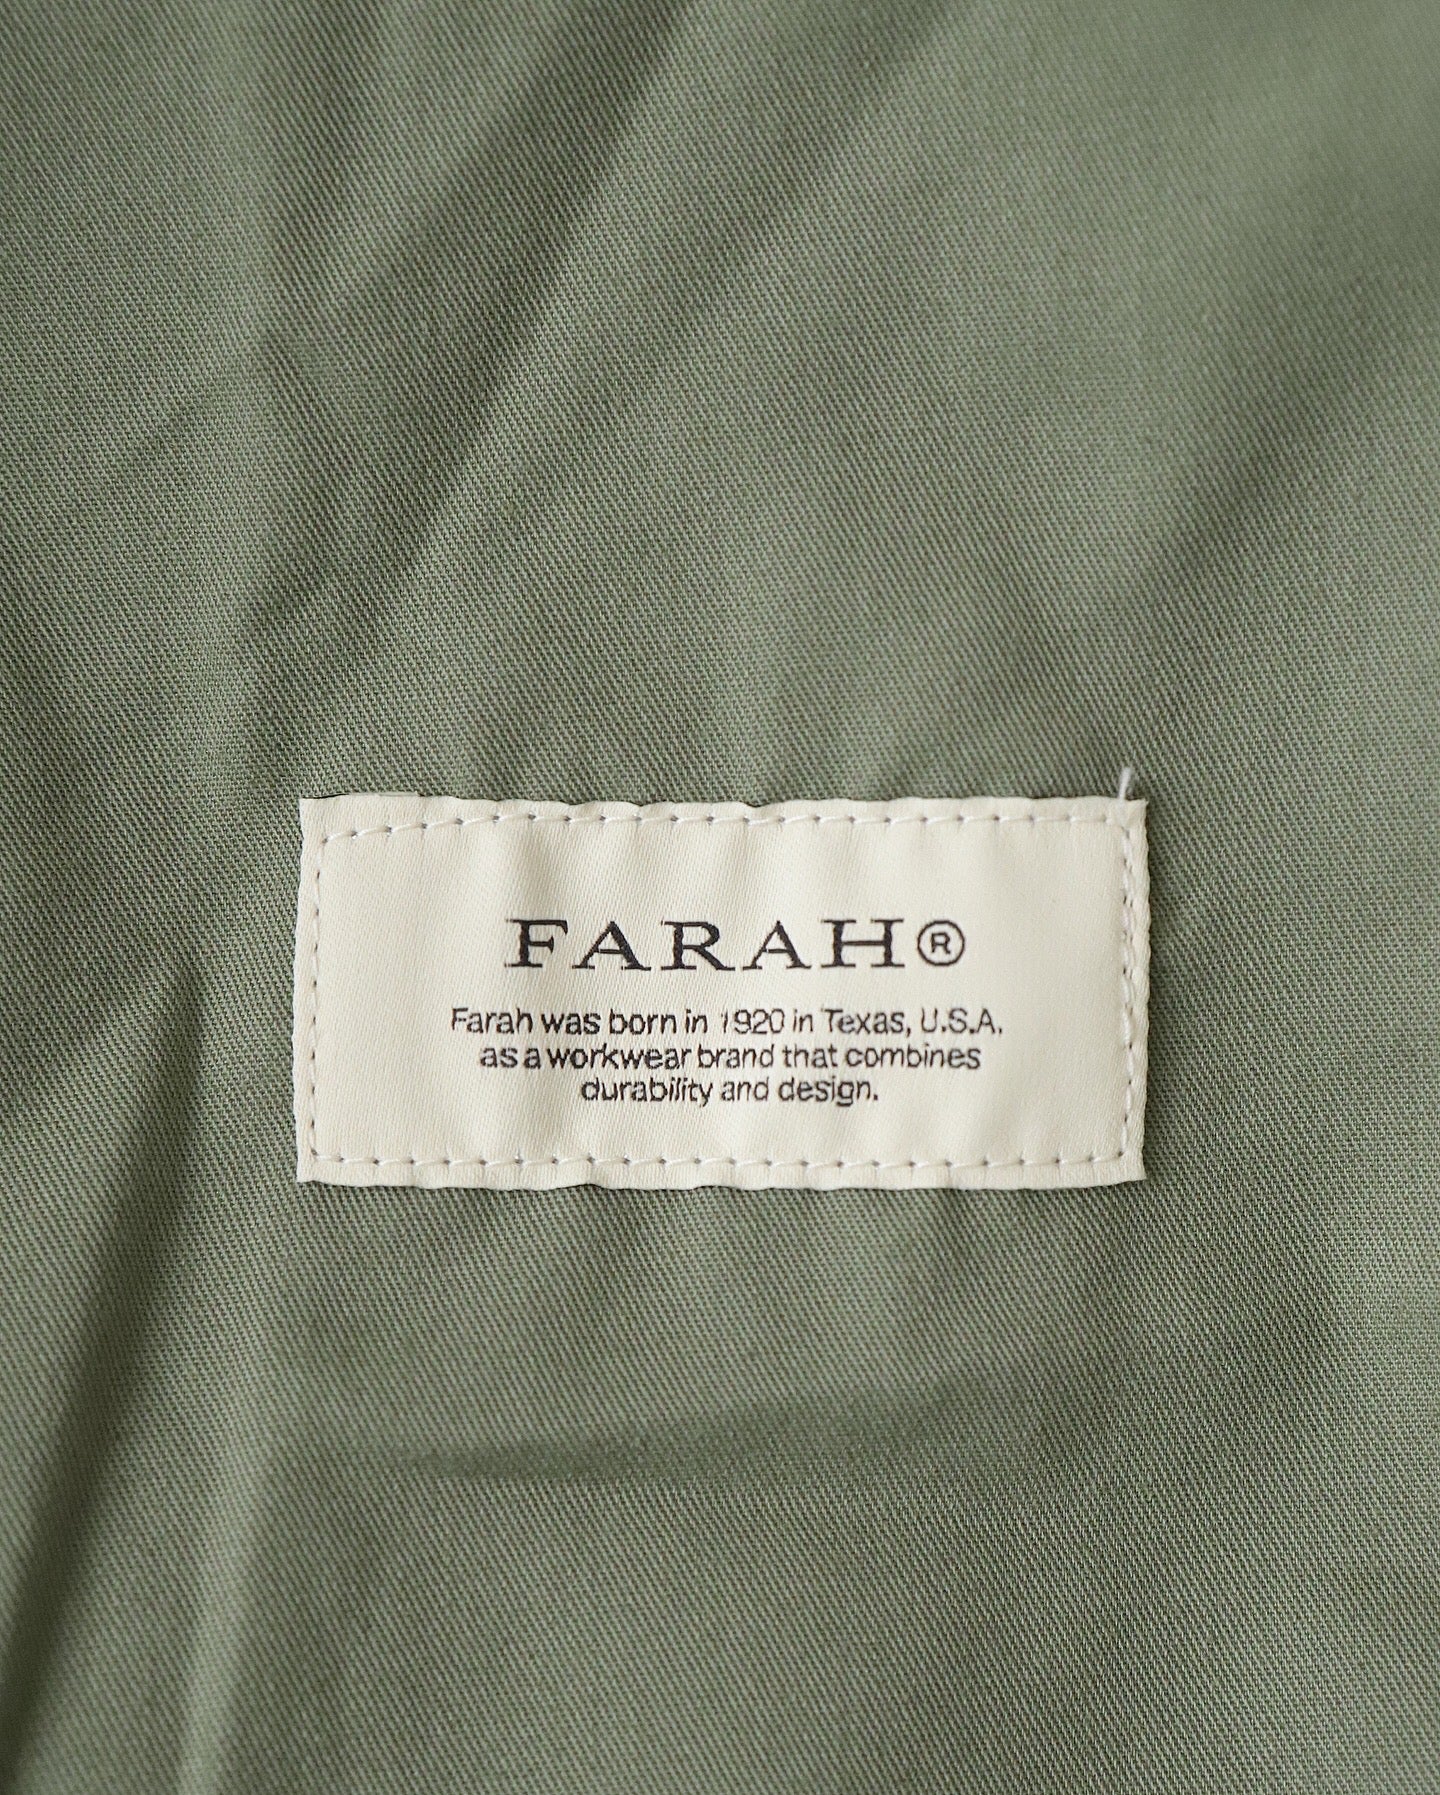 FARAH®
Farah was born in 1920 in Texas, U.S.A.
as a workwear brand that combines
durability and design.